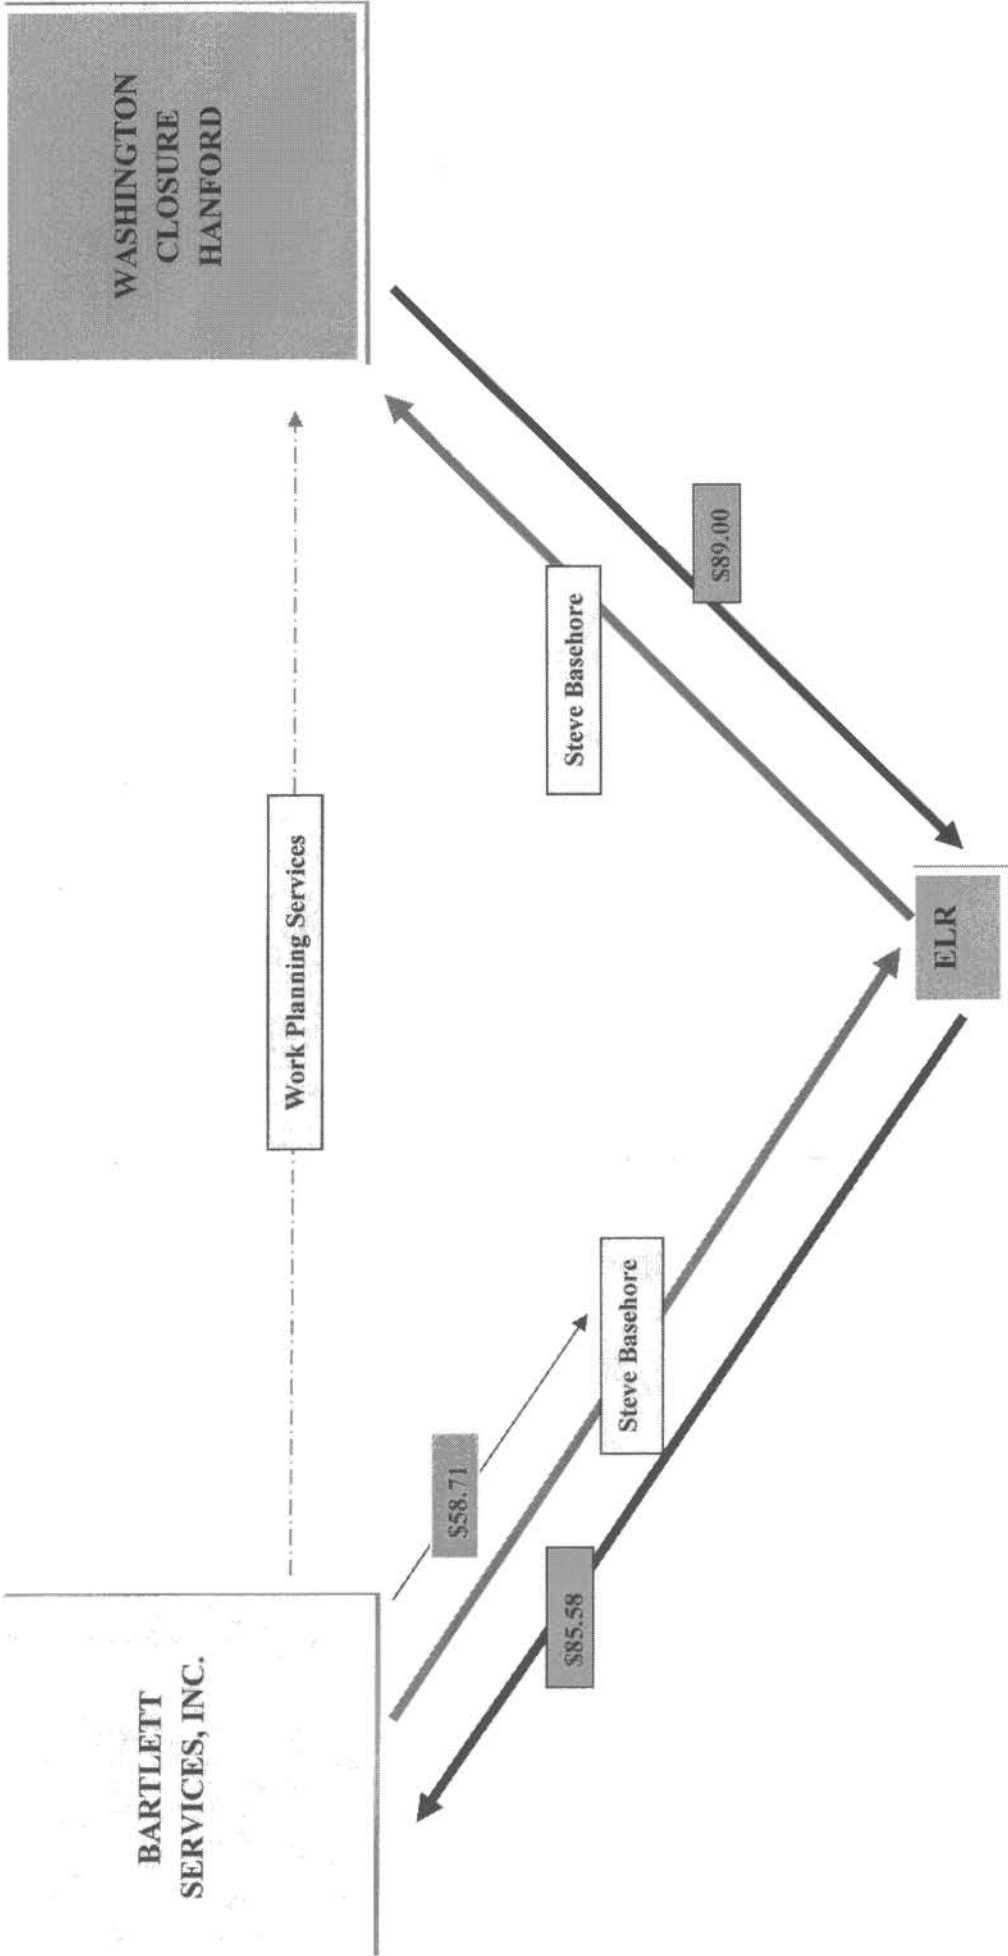 BARTLETT
SERVICES, INC.
Work Planning Services
WASHINGTON
CLOSURE
HANFORD
$58.71
Steve Basehore
$85.58
Steve Basehore
$89.00
ELR